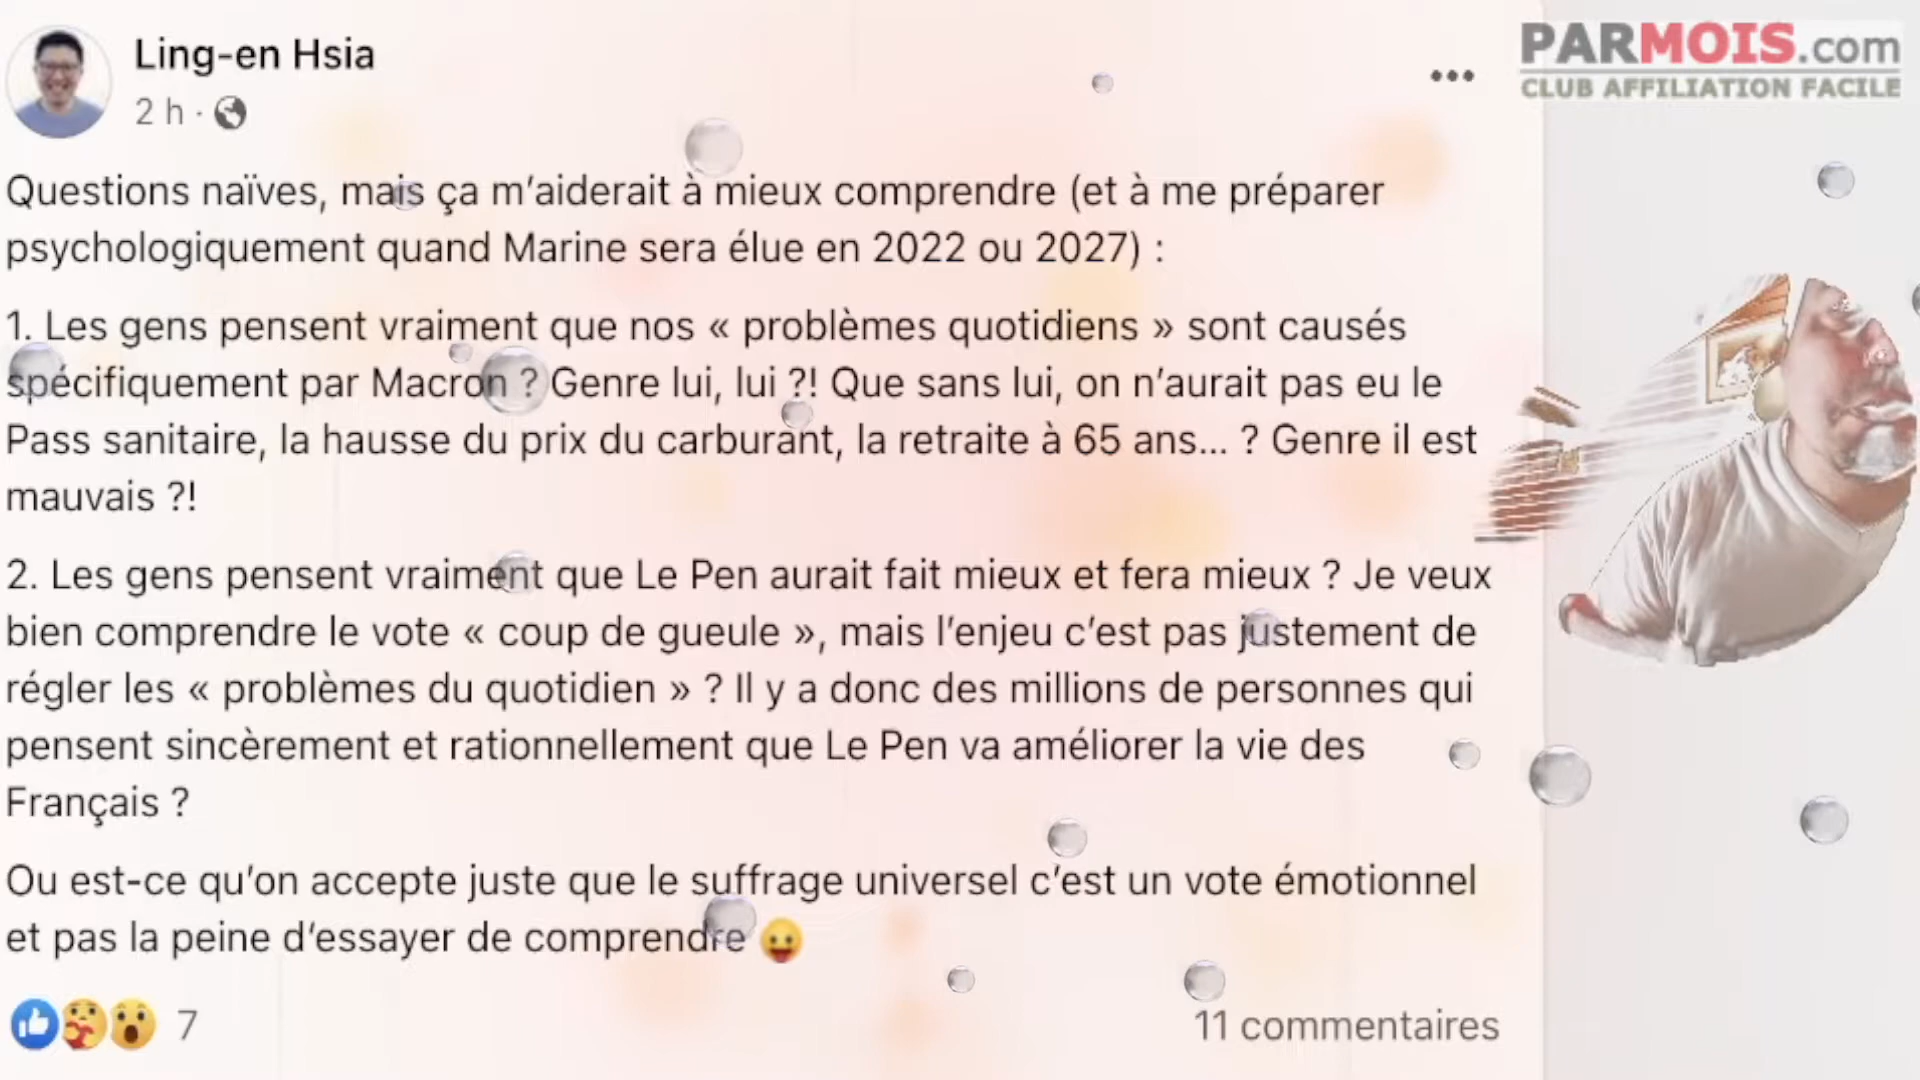 Ling-en Hsia
2 h ·
PARMOIS.com
CLUB AFFILIATION FACILE
Questions naïves, mais ça m’aiderait à mieux comprendre (et à me préparer
psychologiquement quand Marine sera élue en 2022 ou 2027) :
1. Les gens pensent vraiment que nos « problèmes quotidiens » sont causés
spécifiquement par Macron ? Genre lui, lui ?! Que sans lui, on n’aurait pas eu le
Pass sanitaire, la hausse du prix du carburant, la retraite à 65 ans... ? Genre il est
mauvais ?!
2. Les gens pensent vraiment que Le Pen aurait fait mieux et fera mieux ? Je veux
bien comprendre le vote « coup de gueule », mais l’enjeu c’est pas justement de
régler les « problèmes du quotidien » ? Il y a donc des millions de personnes qui
pensent sincèrement et rationnellement que Le Pen va améliorer la vie des
Français ?
Ou est-ce qu’on accepte juste que le suffrage universel c’est un vote émotionnel
et pas la peine d’essayer de comprendre 😛
7
11 commentaires